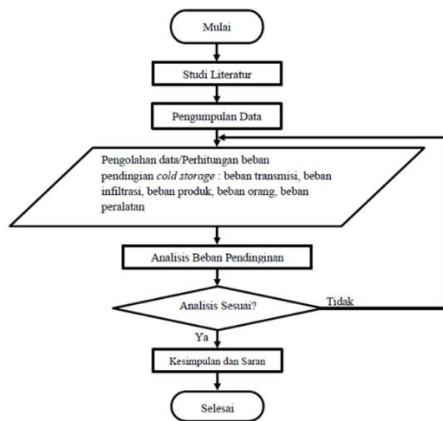 Mulai
Studi Literatur
Pengumpulan Data
Pengolahan data/Perhitungan beban
pendingian cold storage : beban transmisi, beban
infiltrasi, beban produk, beban orang, beban
peralatan
Analisis Beban Pendinginan
Analisis Sesuai?
Tidak
Ya
Kesimpulan dan Saran
Selesai